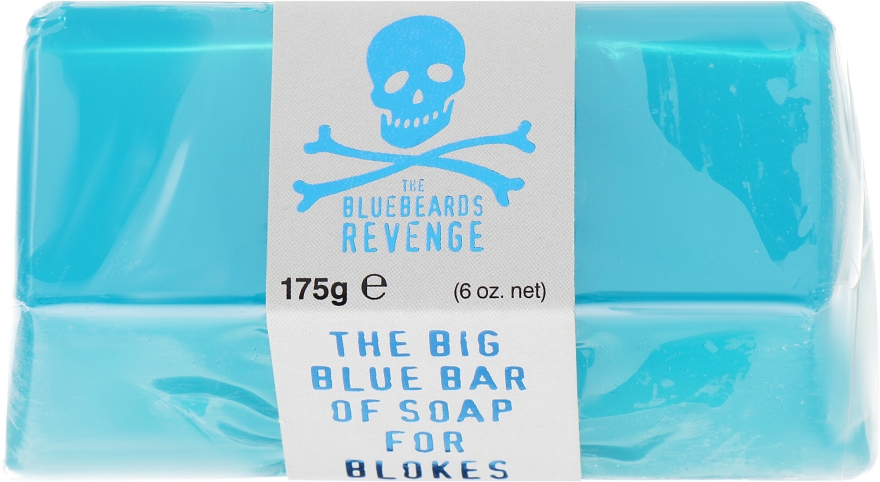 THE
BLUEBEARDS
REVENGE
175g ℮ (6 oz. net)
THE BIG
BLUE BAR
OF SOAP
FOR
BLOKES